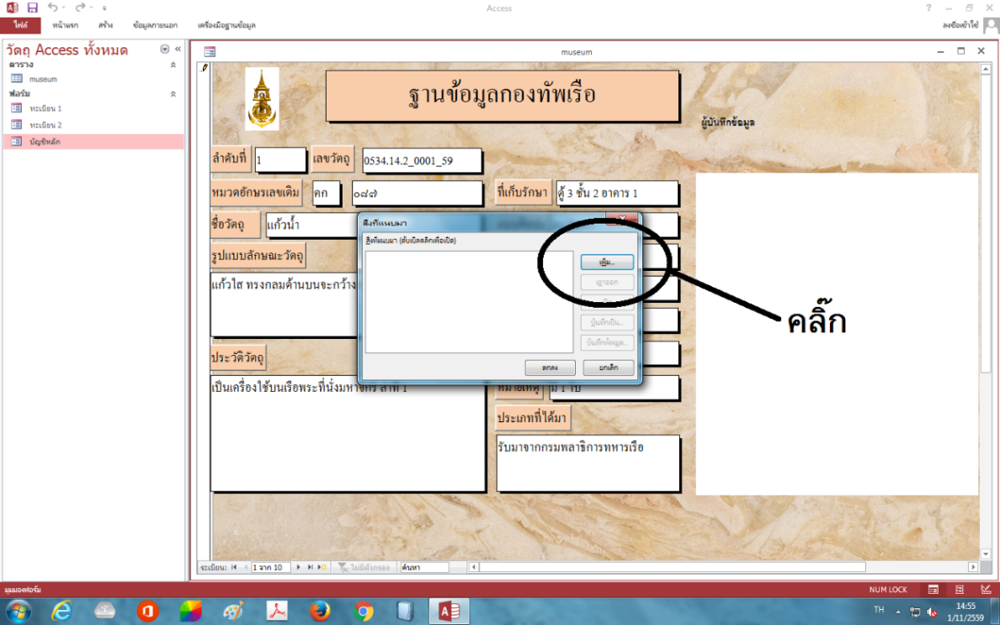 Access
ไฟล์ หน้าแรก สร้าง ข้อมูลภายนอก เครื่องมือฐานข้อมูล ลงชื่อเข้าใช้
วัตถุ Access ทั้งหมด
ตาราง
museum
ฟอร์ม
ทะเบียน 1
ทะเบียน 2
บัญชีหลัก
museum
ฐานข้อมูลกองทัพเรือ
ผู้บันทึกข้อมูล
ลำดับที่ 1 เลขวัตถุ 0534.14.2_0001_59
หมวดอักษรเลขเดิม คก ๐๘๗ ที่เก็บรักษา ตู้ 3 ชั้น 2 อาคาร 1
ชื่อวัตถุ แก้วน้ำ
รูปแบบลักษณะวัตถุ
แก้วใส ทรงกลมด้านบนจะกว้าง
ประวัติวัตถุ
เป็นเครื่องใช้บนเรือพระที่นั่งมหาจักร ลำที่ 1
หมายเหตุ มี 1 ใบ
ประเภทที่ได้มา
รับมาจากกรมพลาธิการทหารเรือ
สิ่งที่แนบมา
สิ่งที่แนบมา (ดับเบิลคลิกเพื่อเปิด)
เพิ่ม...
เอาออก
บันทึกเป็น...
บันทึกทั้งหมด...
ตกลง ยกเลิก
คลิ๊ก
ระเบียน: 1 จาก 10 ไม่มีตัวกรอง ค้นหา
มุมมองฟอร์ม NUM LOCK
TH 14:55
1/11/2559